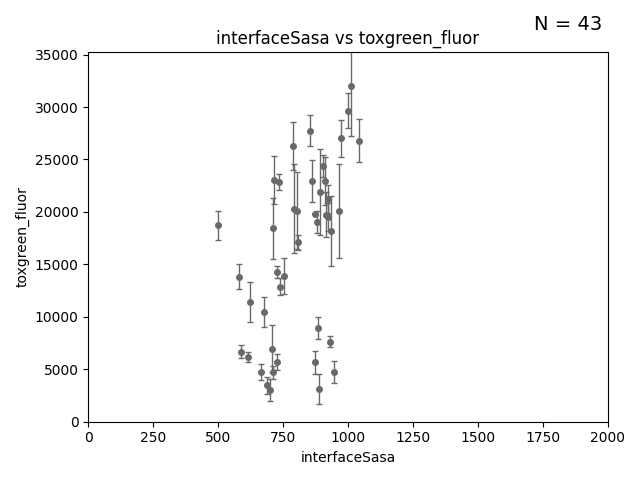 N = 43
interfaceSasa vs toxgreen_fluor
35000
30000
25000
20000
15000
10000
5000
0
toxgreen_fluor
0 250 500 750 1000 1250 1500 1750 2000
interfaceSasa